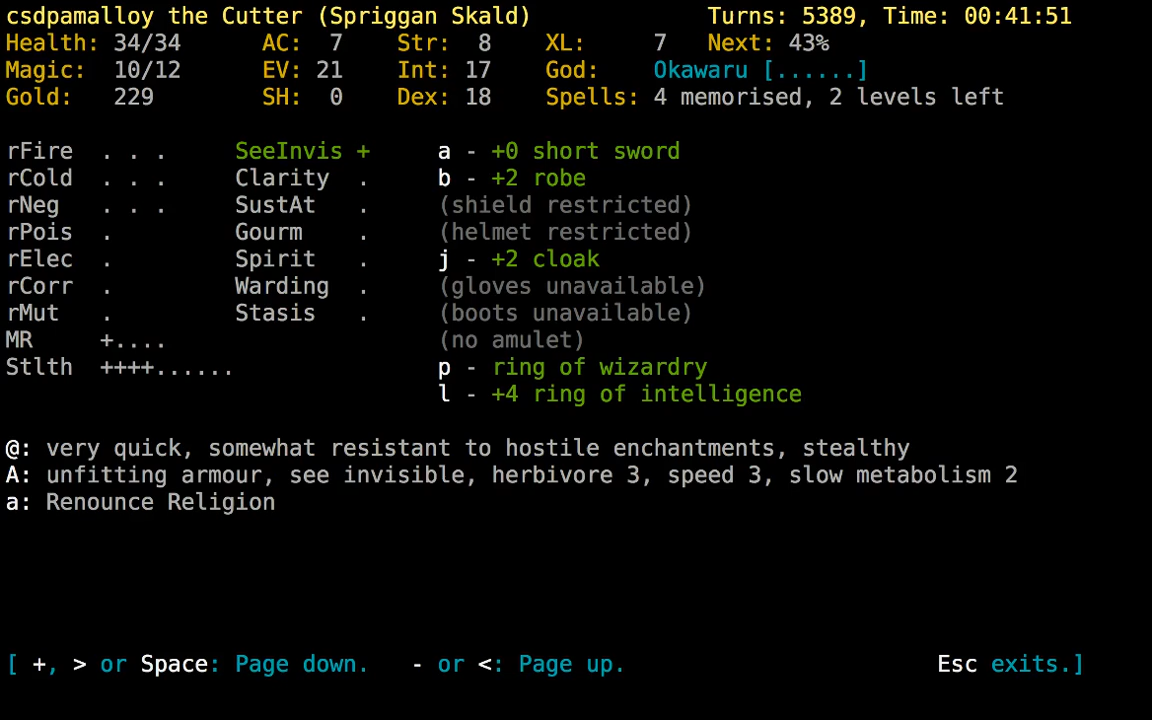 csdpamalloy the Cutter (Spriggan Skald) Turns: 5389, Time: 00:41:51
Health: 34/34 AC: 7 Str: 8 XL: 7 Next: 43%
Magic: 10/12 EV: 21 Int: 17 God: Okawaru [......]
Gold: 229 SH: 0 Dex: 18 Spells: 4 memorised, 2 levels left
rFire . . . SeeInvis + a - +0 short sword
rCold . . . Clarity . b - +2 robe
rNeg . . . SustAt . (shield restricted)
rPois . Gourm . (helmet restricted)
rElec . Spirit . j - +2 cloak
rCorr . Warding . (gloves unavailable)
rMut . Stasis . (boots unavailable)
MR +.... (no amulet)
Stlth ++++...... p - ring of wizardry
l - +4 ring of intelligence
@: very quick, somewhat resistant to hostile enchantments, stealthy
A: unfitting armour, see invisible, herbivore 3, speed 3, slow metabolism 2
a: Renounce Religion
[ +, > or Space: Page down. - or <: Page up. Esc exits.]